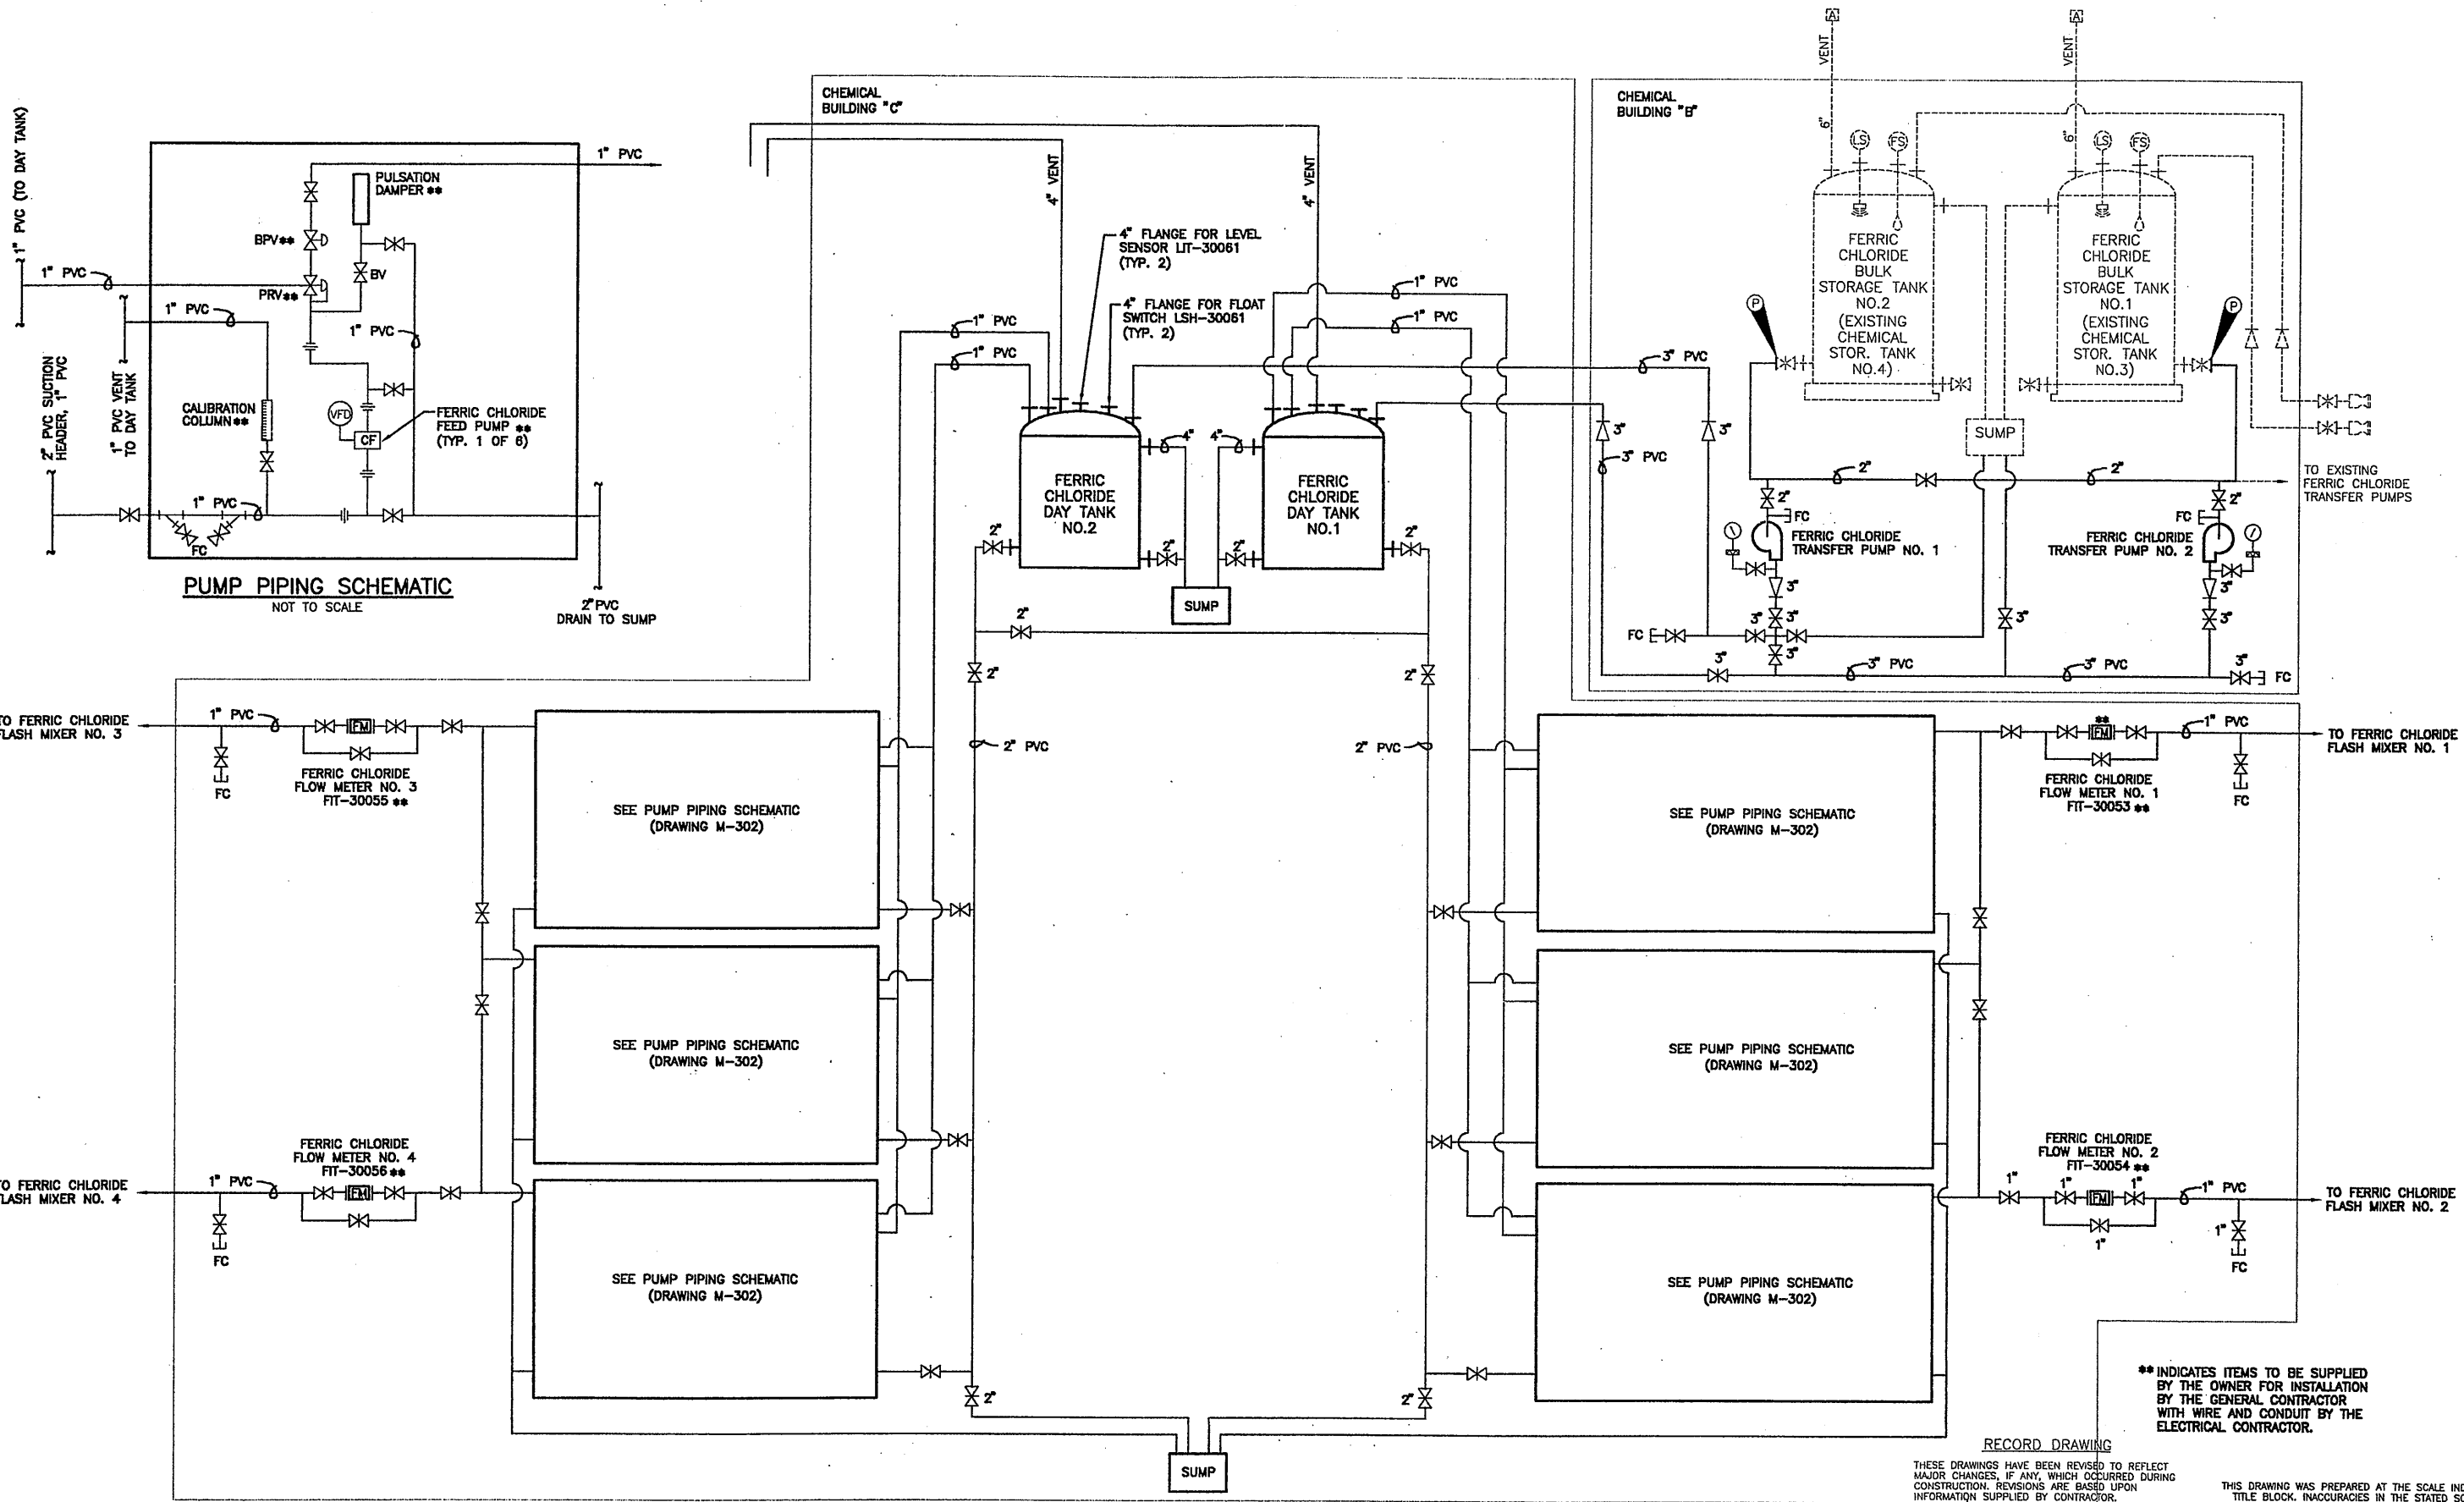 1" PVC (TO DAY TANK)
1" PVC
PULSATION
DAMPER **
BPV**
BV
1" PVC
PRV**
1" PVC
1" PVC
2" PVC SUCTION
HEADER, 1" PVC
1" PVC VENT
TO DAY TANK
CALIBRATION
COLUMN**
VFD
CF
FERRIC CHLORIDE
FEED PUMP **
(TYP. 1 OF 6)
1" PVC
FC
PUMP PIPING SCHEMATIC
NOT TO SCALE
2" PVC
DRAIN TO SUMP
CHEMICAL
BUILDING "C"
4" VENT
4" VENT
4" FLANGE FOR LEVEL
SENSOR LIT-30061
(TYP. 2)
4" FLANGE FOR FLOAT
SWITCH LSH-30061
(TYP. 2)
1" PVC
1" PVC
1" PVC
1" PVC
FERRIC
CHLORIDE
DAY TANK
NO.2
4"
4"
FERRIC
CHLORIDE
DAY TANK
NO.1
2"
2"
2"
2"
SUMP
2"
2"
2"
2" PVC
2" PVC
CHEMICAL
BUILDING "B"
A
VENT
6"
A
VENT
6"
LS
FS
LS
FS
FERRIC
CHLORIDE
BULK
STORAGE TANK
NO.2
(EXISTING
CHEMICAL
STOR. TANK
NO.4)
FERRIC
CHLORIDE
BULK
STORAGE TANK
NO.1
(EXISTING
CHEMICAL
STOR. TANK
NO.3)
P
P
3" PVC
3"
3"
3" PVC
SUMP
2"
2"
TO EXISTING
FERRIC CHLORIDE
TRANSFER PUMPS
2"
FC
2"
FC
FERRIC CHLORIDE
TRANSFER PUMP NO. 1
FERRIC CHLORIDE
TRANSFER PUMP NO. 2
3"
3"
3"
3"
3"
3"
3"
3"
FC
3"
3"
3" PVC
3" PVC
3"
FC
TO FERRIC CHLORIDE
FLASH MIXER NO. 3
1" PVC
FM
FC
FERRIC CHLORIDE
FLOW METER NO. 3
FIT-30055 **
SEE PUMP PIPING SCHEMATIC
(DRAWING M-302)
SEE PUMP PIPING SCHEMATIC
(DRAWING M-302)
SEE PUMP PIPING SCHEMATIC
(DRAWING M-302)
FERRIC CHLORIDE
FLOW METER NO. 4
FIT-30056 **
TO FERRIC CHLORIDE
FLASH MIXER NO. 4
1" PVC
FM
FC
2"
2"
SUMP
SEE PUMP PIPING SCHEMATIC
(DRAWING M-302)
SEE PUMP PIPING SCHEMATIC
(DRAWING M-302)
SEE PUMP PIPING SCHEMATIC
(DRAWING M-302)
**
FM
1" PVC
TO FERRIC CHLORIDE
FLASH MIXER NO. 1
FERRIC CHLORIDE
FLOW METER NO. 1
FIT-30053 **
FC
FERRIC CHLORIDE
FLOW METER NO. 2
FIT-30054 **
1"
1"
1"
FM
1" PVC
TO FERRIC CHLORIDE
FLASH MIXER NO. 2
1"
1"
FC
** INDICATES ITEMS TO BE SUPPLIED
BY THE OWNER FOR INSTALLATION
BY THE GENERAL CONTRACTOR
WITH WIRE AND CONDUIT BY THE
ELECTRICAL CONTRACTOR.
RECORD DRAWING
THESE DRAWINGS HAVE BEEN REVISED TO REFLECT
MAJOR CHANGES, IF ANY, WHICH OCCURRED DURING
CONSTRUCTION. REVISIONS ARE BASED UPON
INFORMATION SUPPLIED BY CONTRACTOR.
THIS DRAWING WAS PREPARED AT THE SCALE
TITLE BLOCK. INACCURACIES IN THE STATED